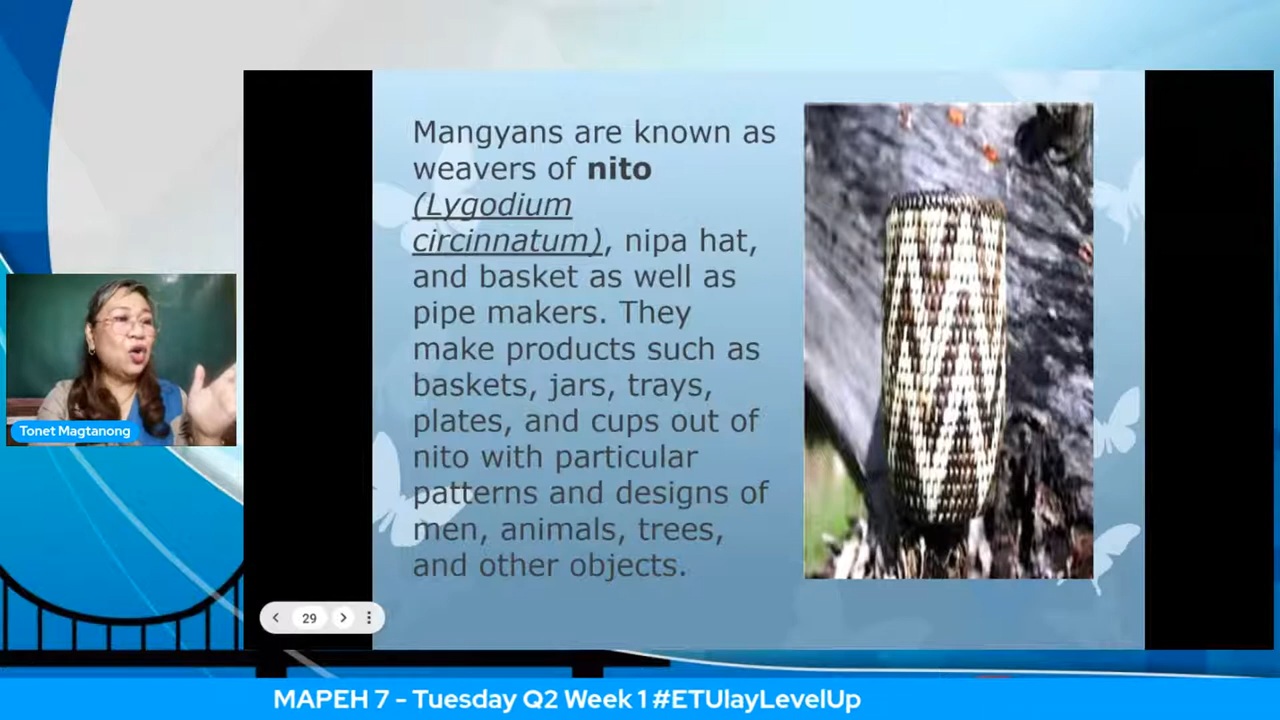 Mangyans are known as
weavers of nito
(Lygodium
circinnatum), nipa hat,
and basket as well as
pipe makers. They
make products such as
baskets, jars, trays,
plates, and cups out of
nito with particular
patterns and designs of
men, animals, trees,
and other objects.
Tonet Magtanong
29
MAPEH 7 - Tuesday Q2 Week 1 #ETUlayLevelUp